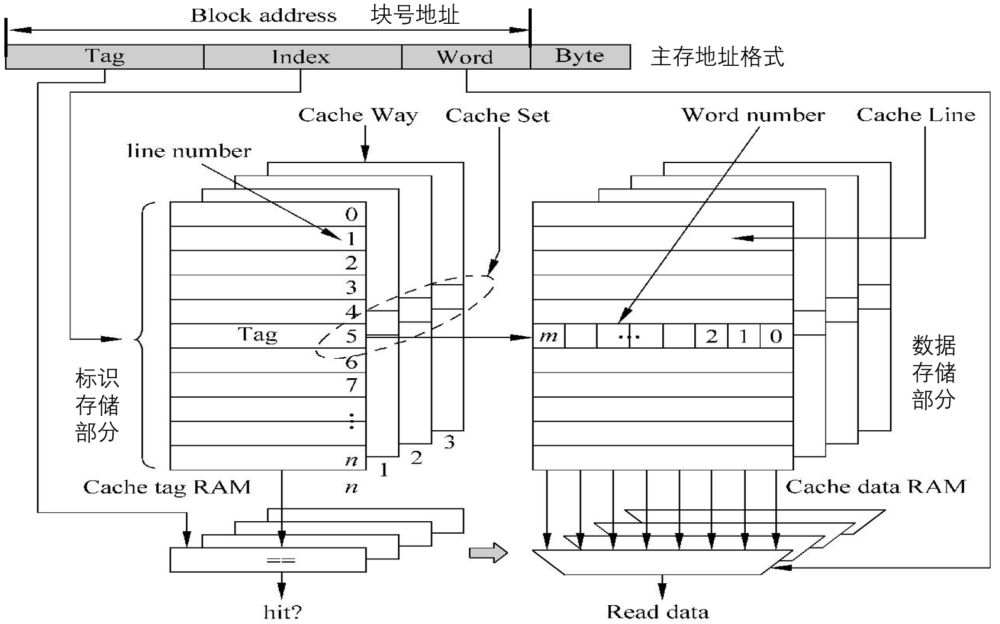 Block address 块号地址
Tag Index Word Byte 主存地址格式
Cache Way Cache Set Word number Cache Line
line number
0
1
2
3
4
Tag 5 m ... 2 1 0
6
7
⋮
n
1
2
3
标识
存储
部分
数据
存储
部分
Cache tag RAM n Cache data RAM
==
hit? Read data